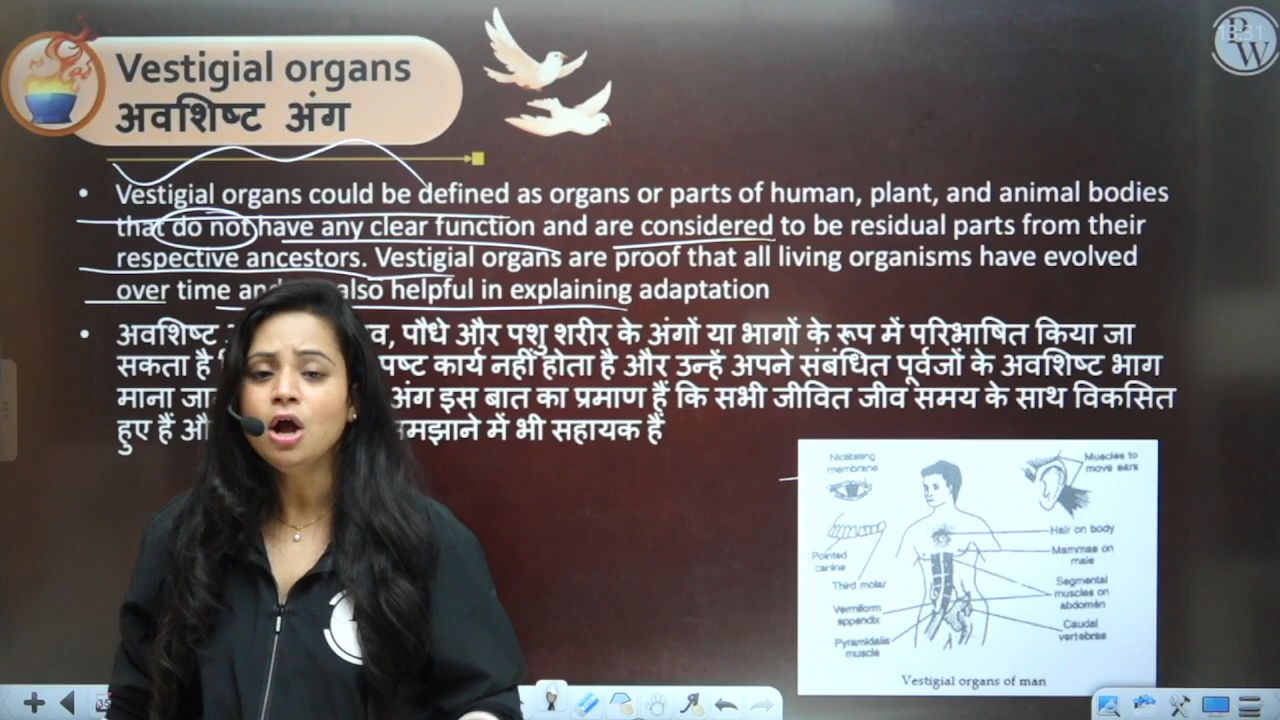 Vestigial organs
अवशिष्ट अंग
• Vestigial organs could be defined as organs or parts of human, plant, and animal bodies
that do not have any clear function and are considered to be residual parts from their
respective ancestors. Vestigial organs are proof that all living organisms have evolved
over time and also helpful in explaining adaptation
• अवशिष्ट पौधे और पशु शरीर के अंगों या भागों के रूप में परिभाषित किया जा
सकता है कार्य नहीं होता है और उन्हें अपने संबंधित पूर्वजों के अवशिष्ट भाग
माना अंग इस बात का प्रमाण हैं कि सभी जीवित जीव समय के साथ विकसित
हुए हैं समझाने में भी सहायक हैं
Nictitating
membrane
Muscles to
move ears
Pointed
canine
Third molar
Hair on body
Mammae on
male
Segmental
muscles on
abdomen
Vermiform
appendix
Caudal
vertebrae
Pyramidalis
muscle
Vestigial organs of man
PW